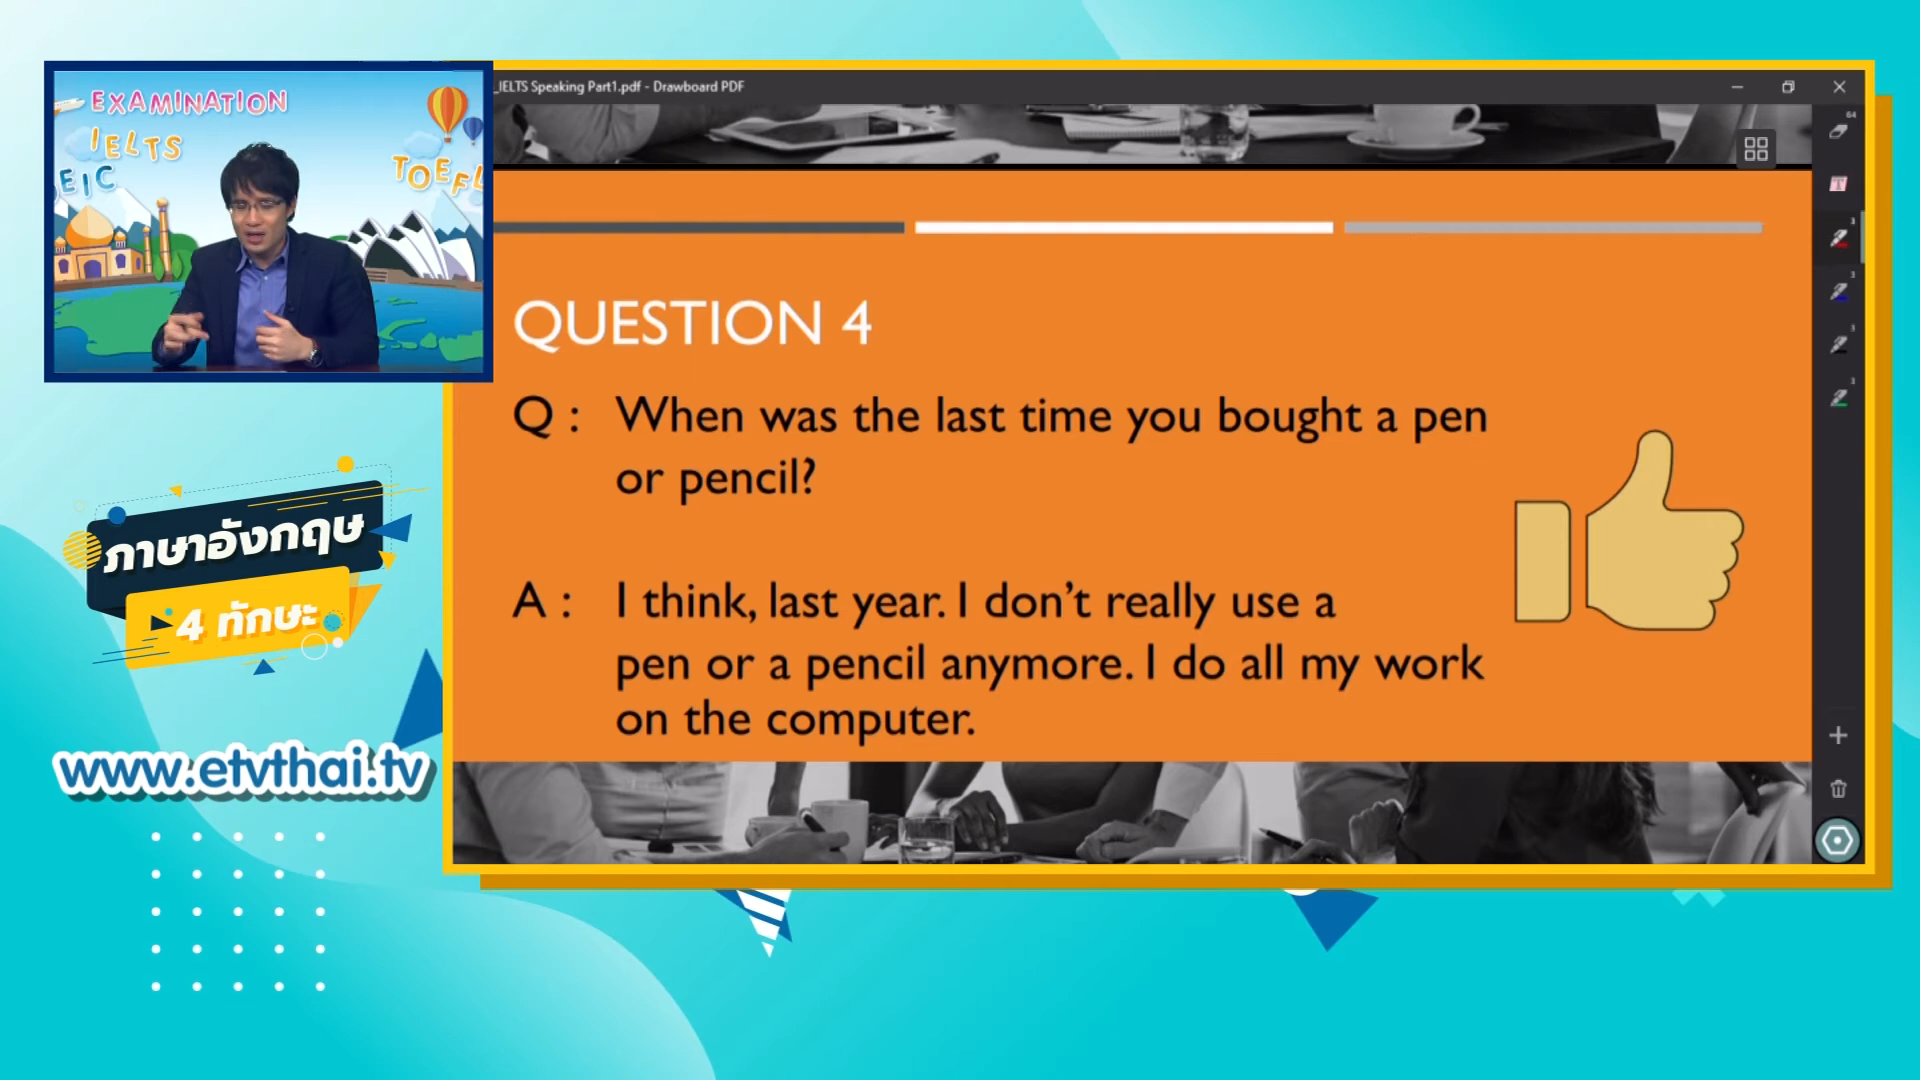 EXAMINATION
IELTS
EIC
TOEFL
_IELTS Speaking Part1.pdf - Drawboard PDF
64
QUESTION 4
Q : When was the last time you bought a pen
or pencil?
A : I think, last year. I don't really use a
pen or a pencil anymore. I do all my work
on the computer.
ภาษาอังกฤษ
4 ทักษะ
www.etvthai.tv